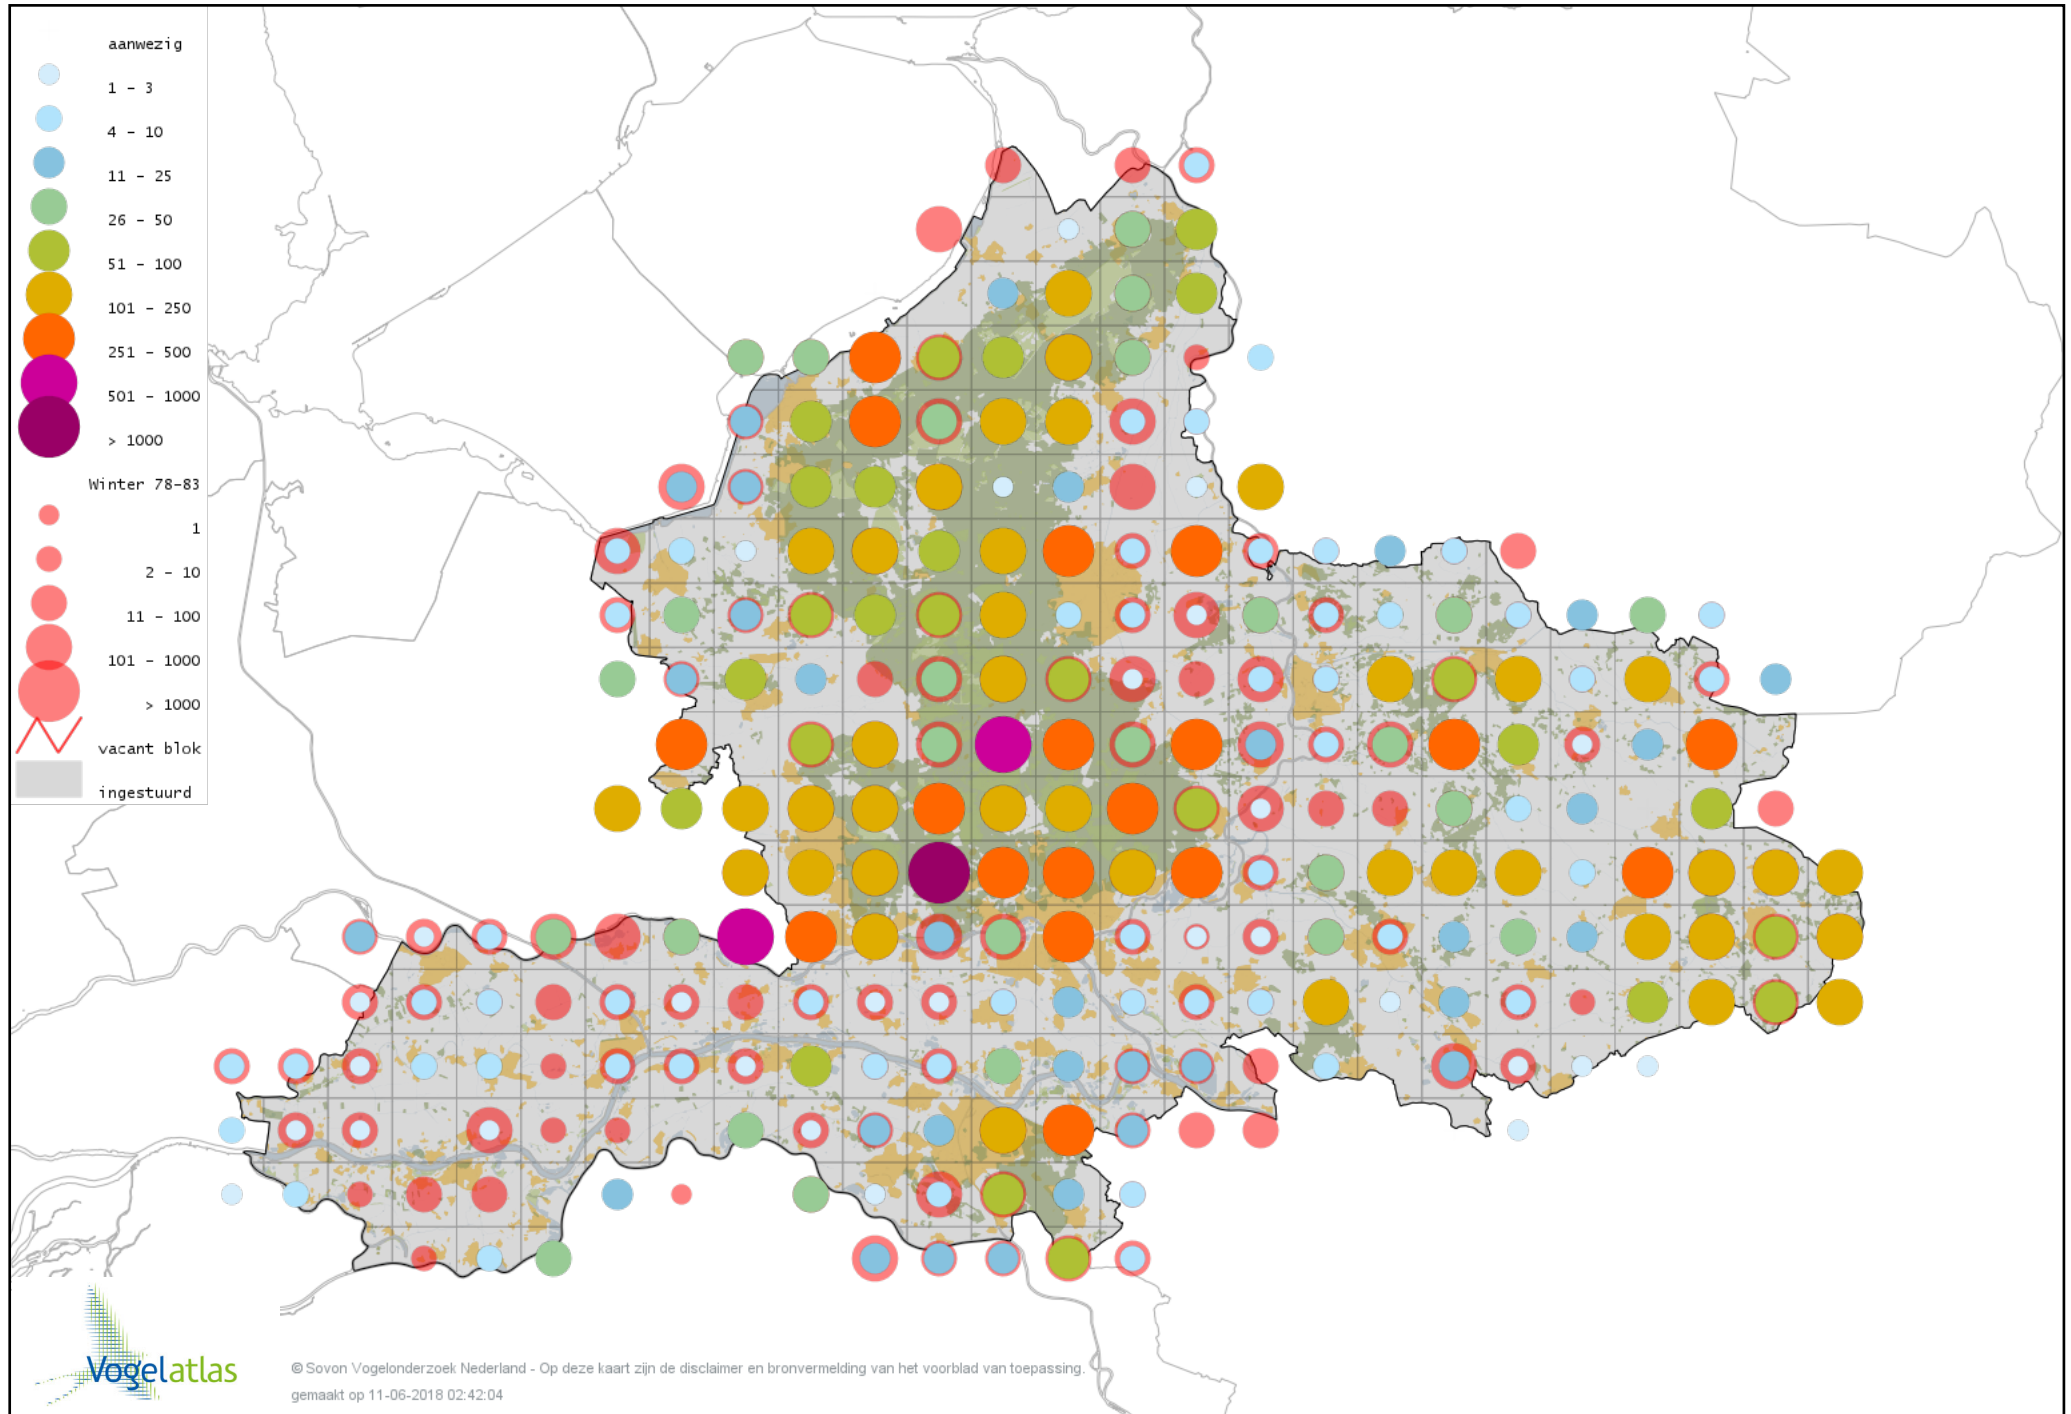 aanwezig
1 - 3
4 - 10
11 - 25
26 - 50
51 - 100
101 - 250
251 - 500
501 - 1000
> 1000
Winter 78-83
1
2 - 10
11 - 100
101 - 1000
> 1000
vacant blok
ingestuurd
Vogelatlas
© Sovon Vogelonderzoek Nederland - Op deze kaart zijn de disclaimer en bronvermelding van het voorblad van toepassing.
gemaakt op 11-06-2018 02:42:04